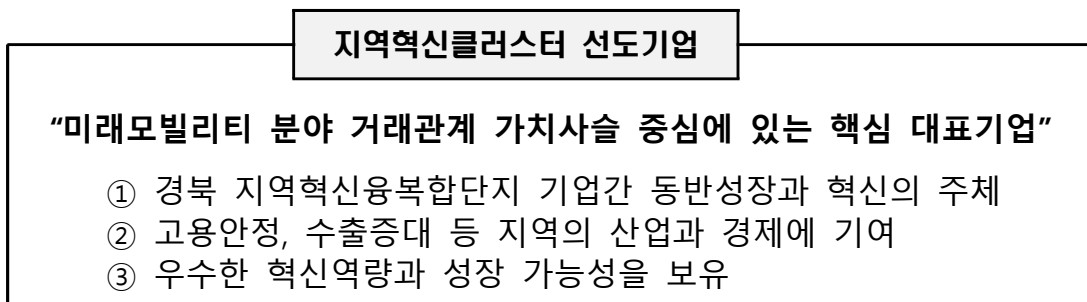 지역혁신클러스터 선도기업
“미래모빌리티 분야 거래관계 가치사슬 중심에 있는 핵심 대표기업”
① 경북 지역혁신융복합단지 기업간 동반성장과 혁신의 주체
② 고용안정, 수출증대 등 지역의 산업과 경제에 기여
③ 우수한 혁신역량과 성장 가능성을 보유